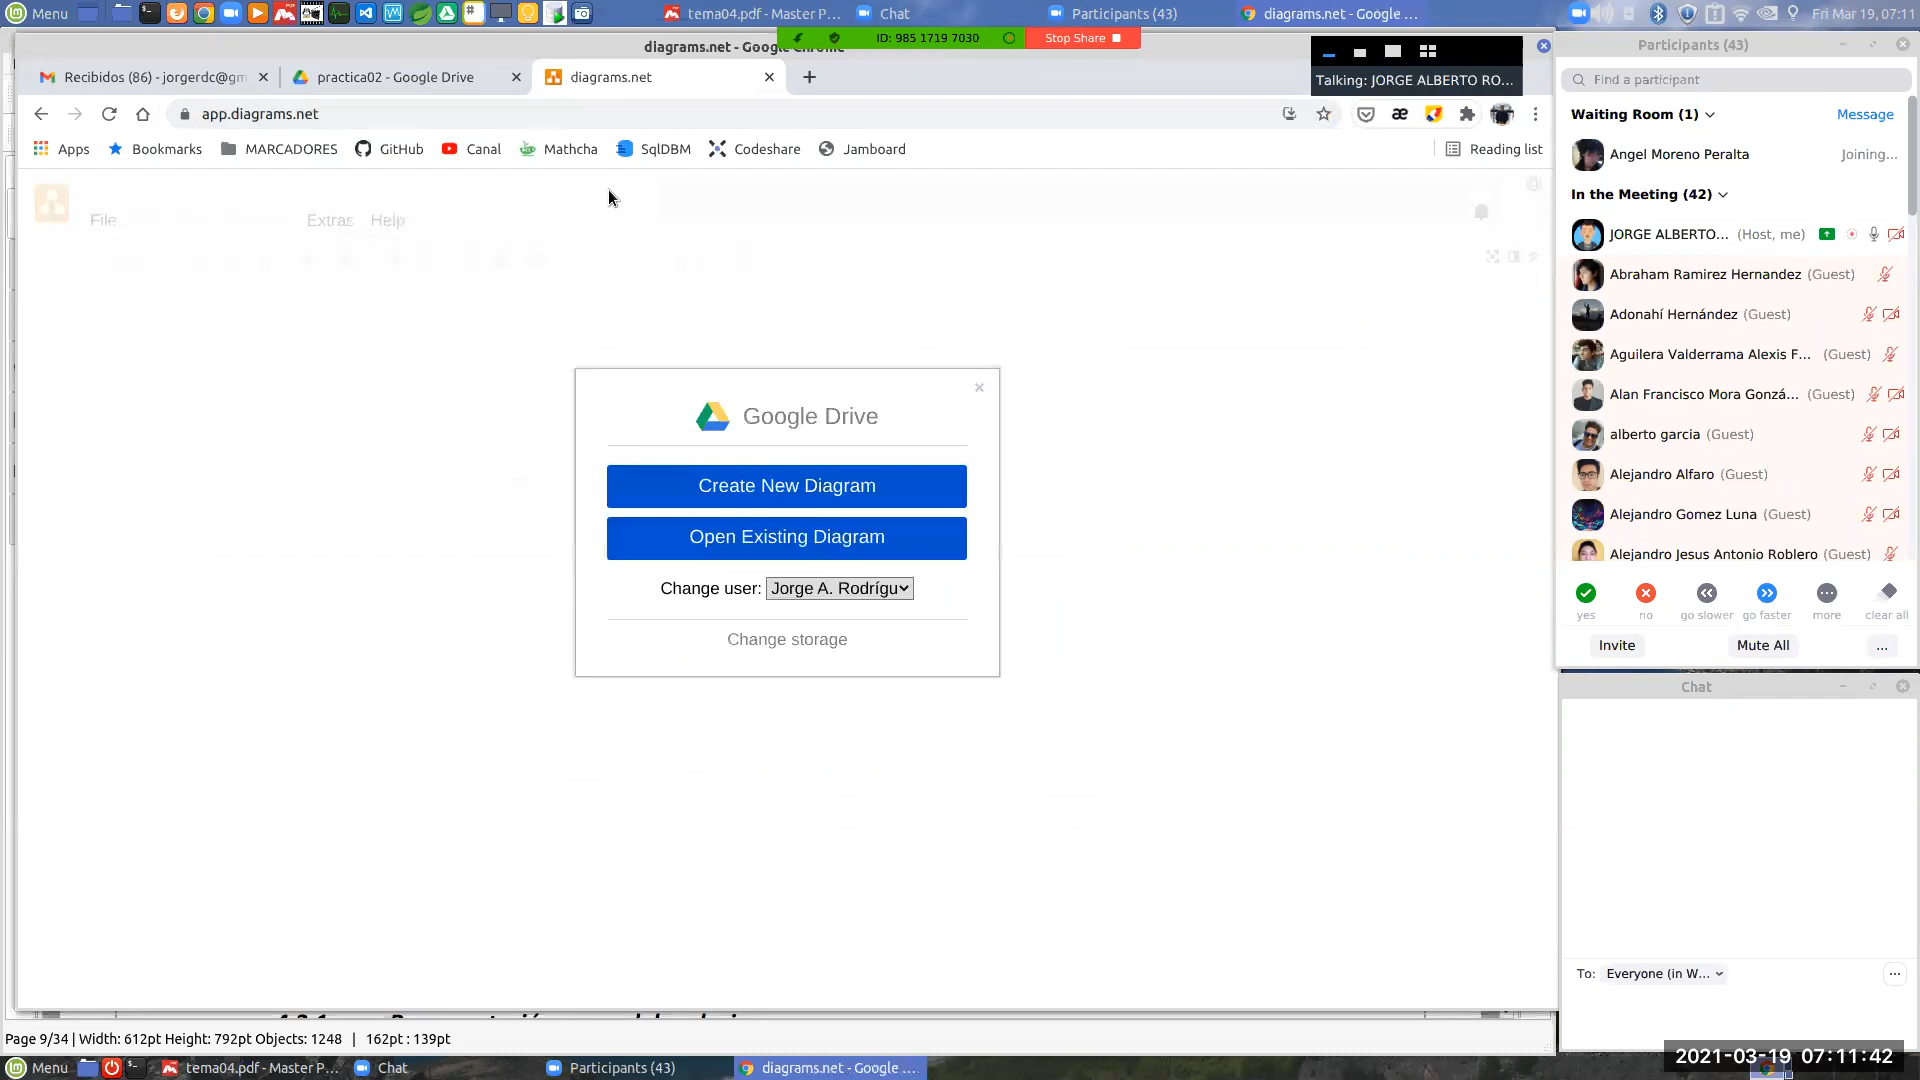 Menu
tema04.pdf - Master P...
Chat
Participants (43)
diagrams.net - Google ...
Fri Mar 19, 07:11
diagrams.net - Google Chrome
ID: 985 1719 7030
Stop Share
Talking: JORGE ALBERTO RO...
Recibidos (86) - jorgerdc@gm
practica02 - Google Drive
diagrams.net
app.diagrams.net
Apps
Bookmarks
MARCADORES
GitHub
Canal
Mathcha
SqlDBM
Codeshare
Jamboard
Reading list
File
Extras
Help
Google Drive
Create New Diagram
Open Existing Diagram
Change user: Jorge A. Rodrígu
Change storage
Participants (43)
Find a participant
Waiting Room (1)
Message
Angel Moreno Peralta
Joining...
In the Meeting (42)
JORGE ALBERTO... (Host, me)
Abraham Ramirez Hernandez (Guest)
Adonahí Hernández (Guest)
Aguilera Valderrama Alexis F... (Guest)
Alan Francisco Mora Gonzá... (Guest)
alberto garcia (Guest)
Alejandro Alfaro (Guest)
Alejandro Gomez Luna (Guest)
Alejandro Jesus Antonio Roblero (Guest)
yes
no
go slower
go faster
more
clear all
Invite
Mute All
...
Chat
To: Everyone (in W...
Page 9/34 | Width: 612pt Height: 792pt Objects: 1248 | 162pt : 139pt
2021-03-19 07:11:42
Menu
tema04.pdf - Master P...
Chat
Participants (43)
diagrams.net - Google ...